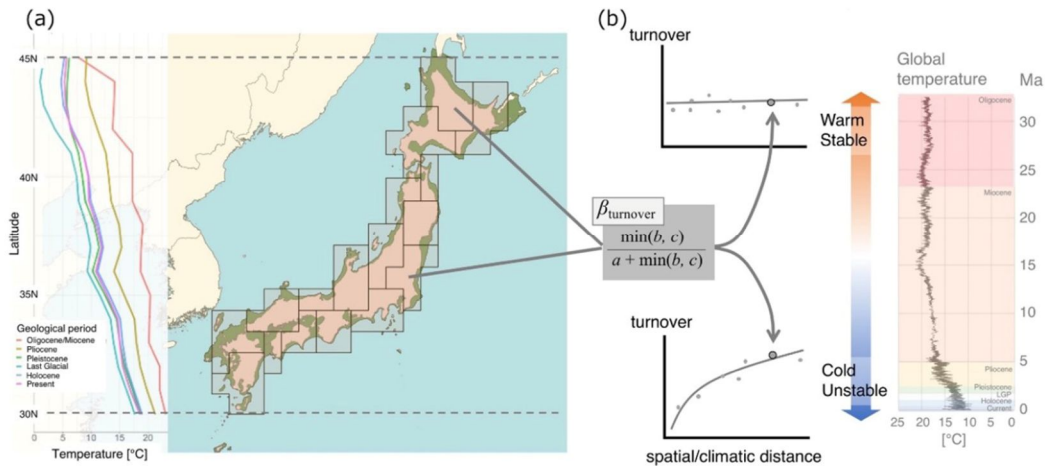 (a)
45N
40N
35N
30N
Latitude
Geological period
Oligocene/Miocene
Pliocene
Pleistocene
Last Glacial
Holocene
Present
0 5 10 15 20
Temperature [°C]
β turnover
min(b, c)
a + min(b, c)
(b)
turnover
turnover
spatial/climatic distance
Warm
Stable
Cold
Unstable
Global
temperature
Ma
Oligocene
30
25
Miocene
20
15
10
5
Pliocene
Pleistocene
LGP
Holocene
Current
0
25 20 15 10 5 0
[°C]